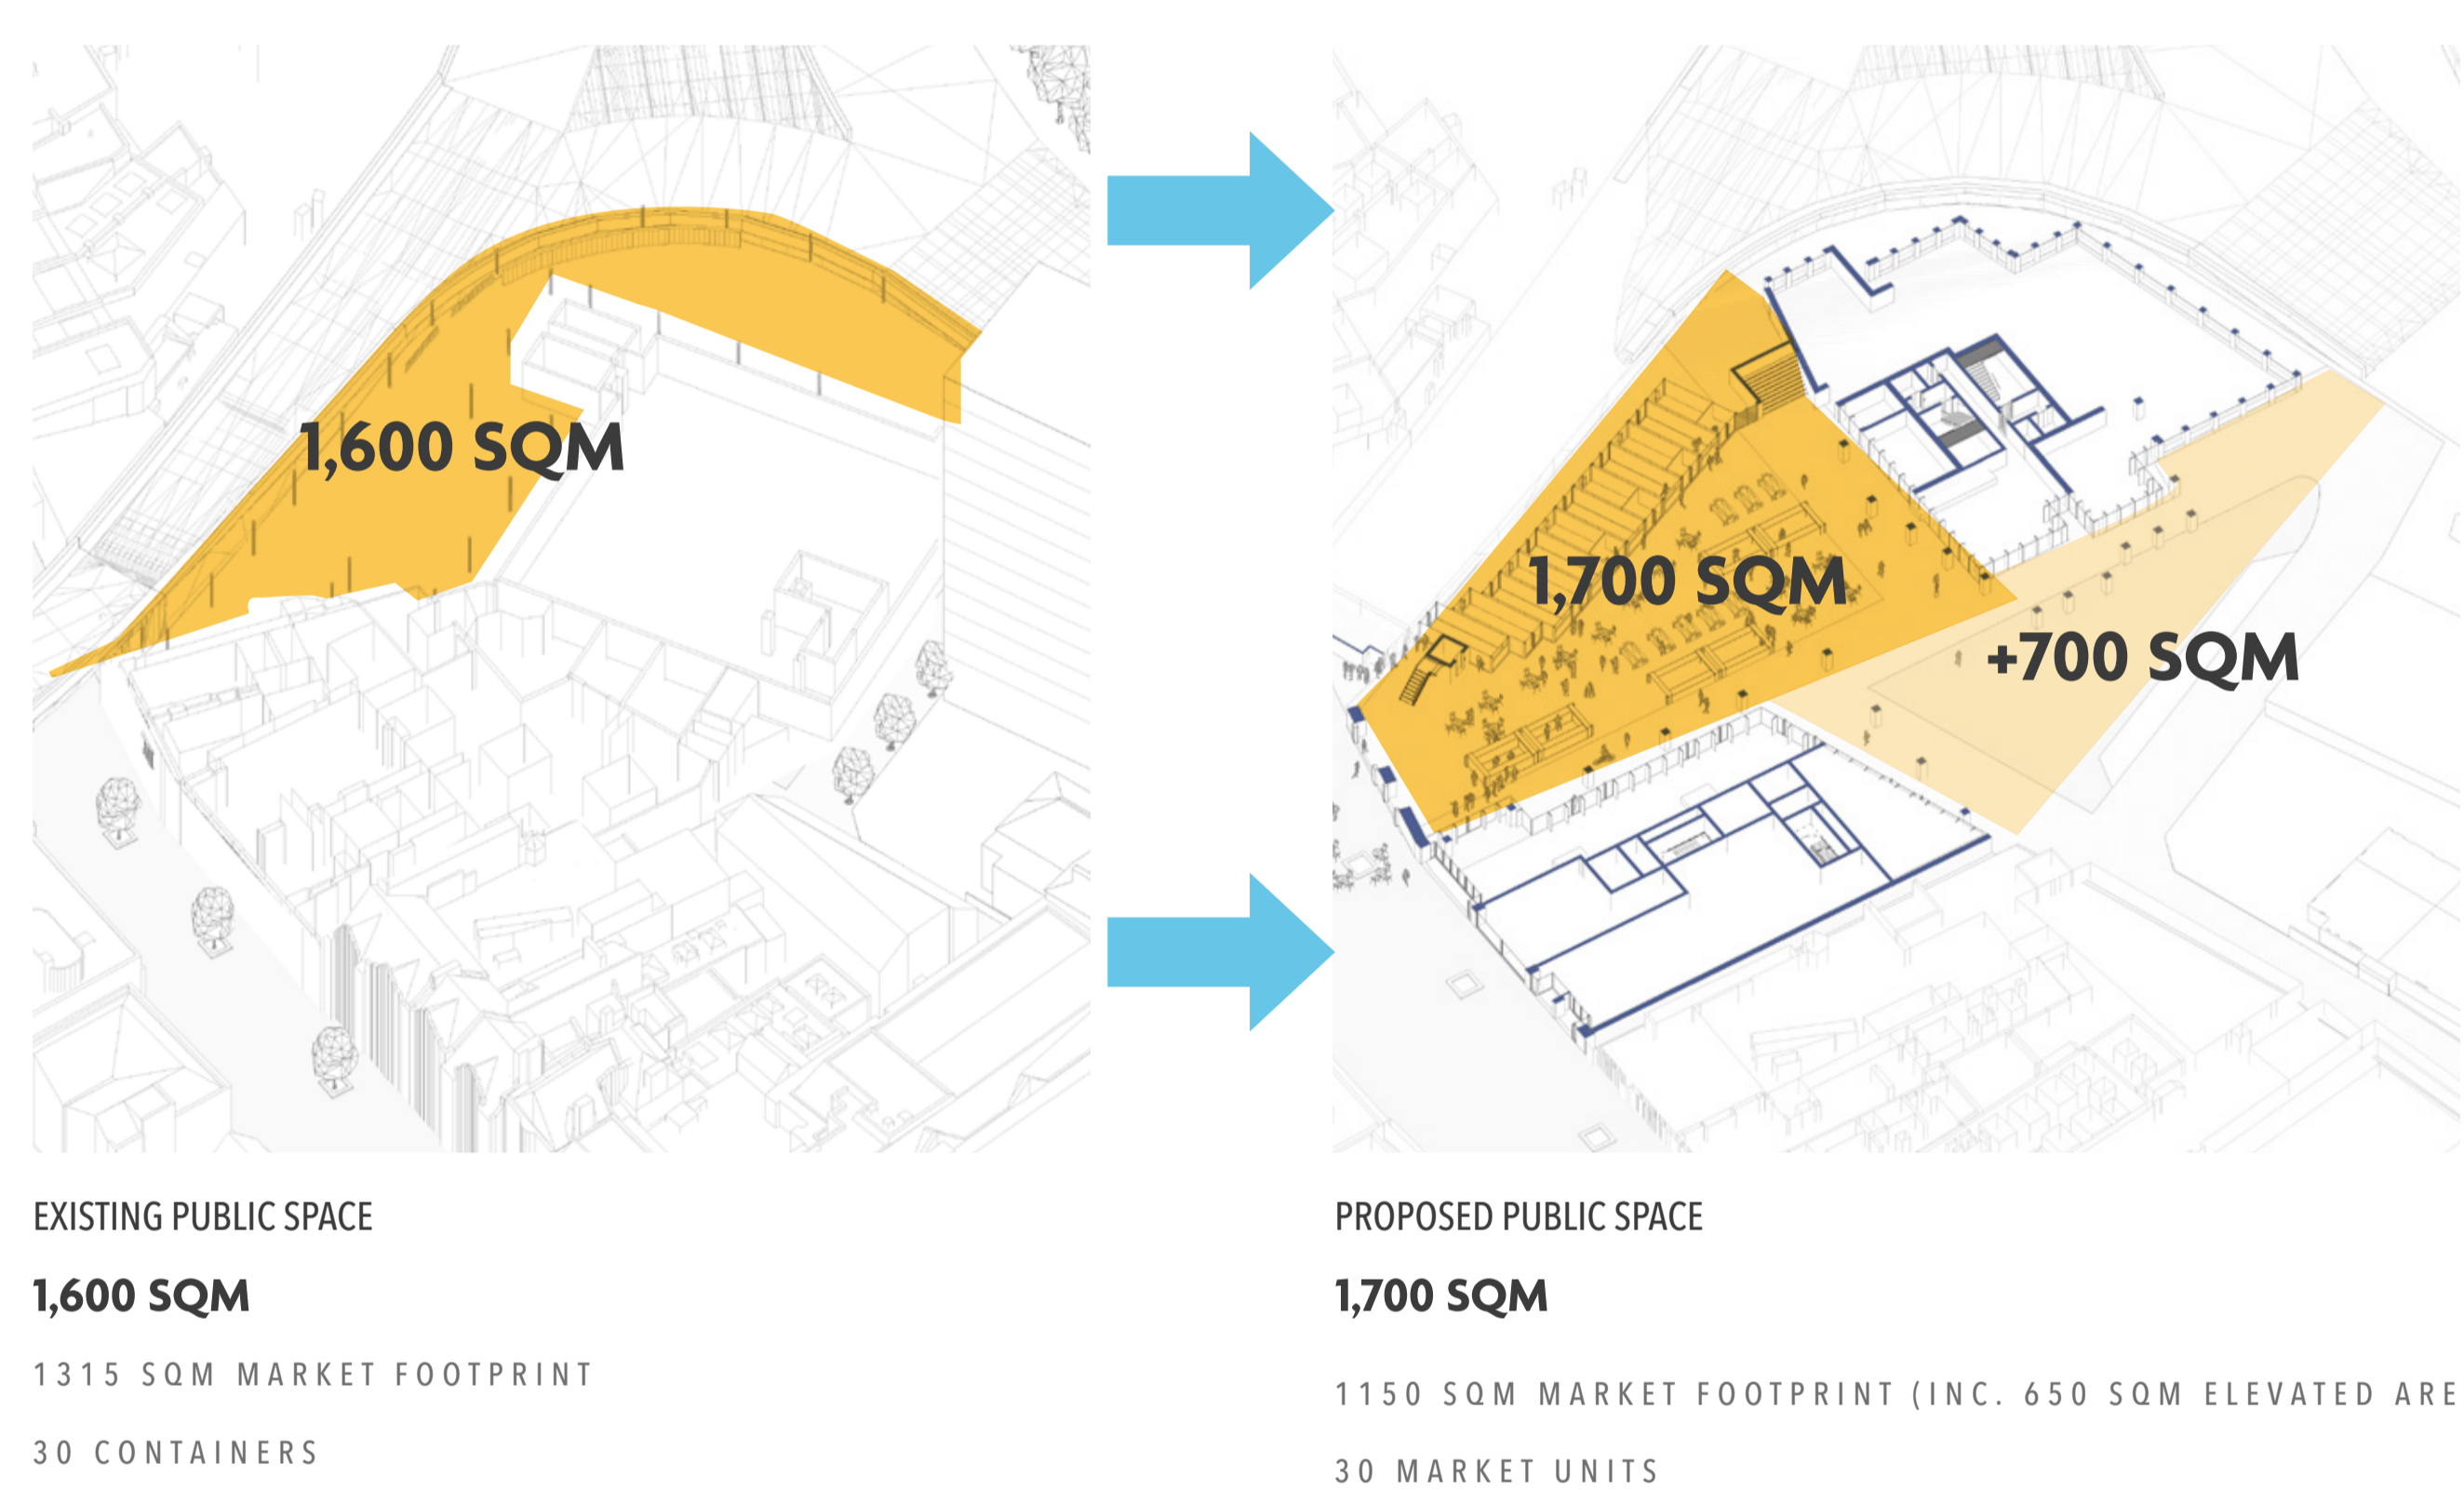 1,600 SQM
1,700 SQM
+700 SQM
EXISTING PUBLIC SPACE
1,600 SQM
1315 SQM MARKET FOOTPRINT
30 CONTAINERS
PROPOSED PUBLIC SPACE
1,700 SQM
1150 SQM MARKET FOOTPRINT (INC. 650 SQM ELEVATED ARE
30 MARKET UNITS